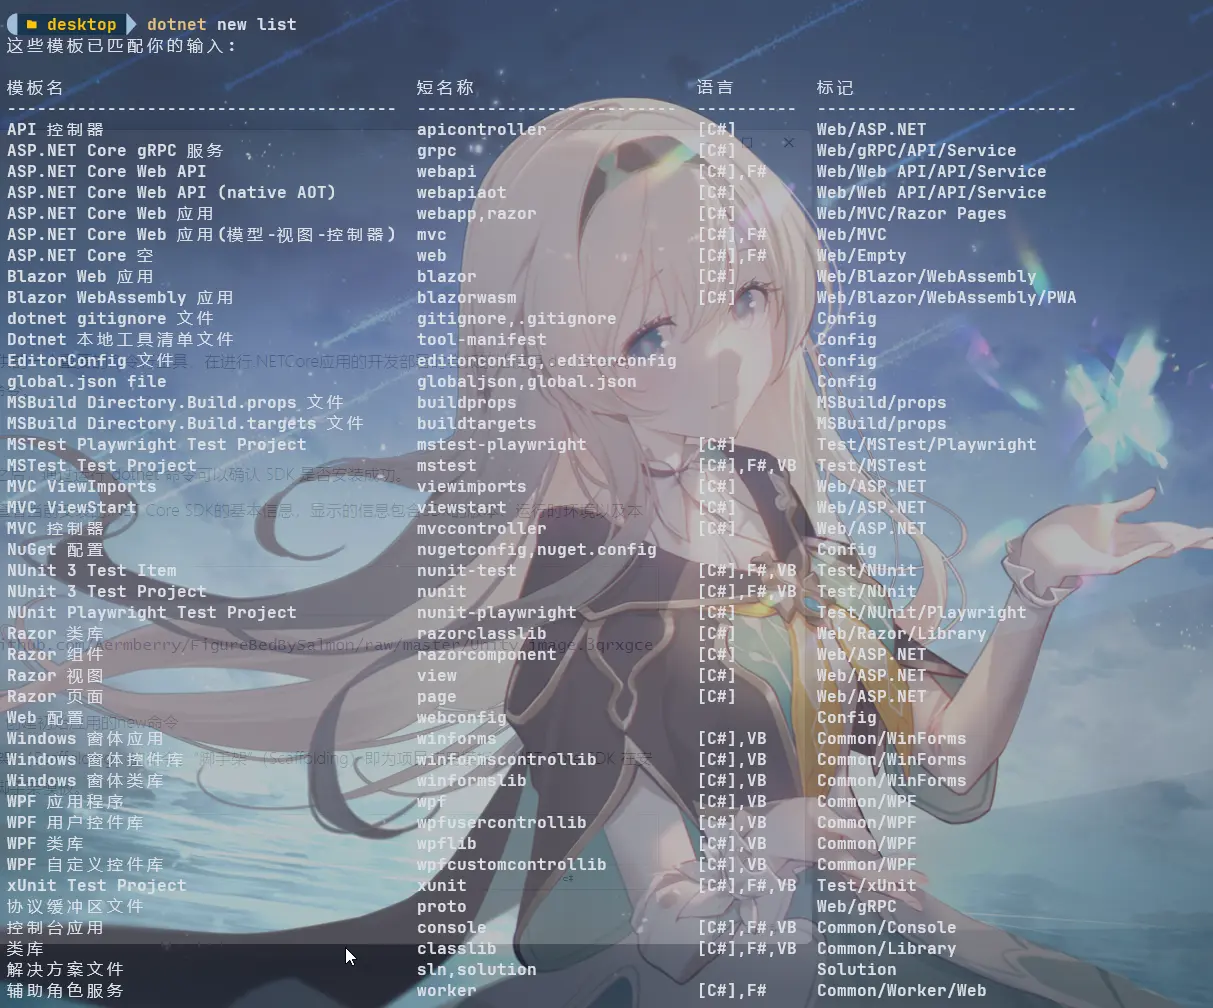 desktop dotnet new list
这些模板已匹配你的输入:
模板名 短名称 语言 标记
--------------------------------------- -------------------------- ---------- --------------------------
API 控制器 apicontroller [C#] Web/ASP.NET
ASP.NET Core gRPC 服务 grpc [C#] Web/gRPC/API/Service
ASP.NET Core Web API webapi [C#],F# Web/Web API/API/Service
ASP.NET Core Web API (native AOT) webapiaot [C#] Web/Web API/API/Service
ASP.NET Core Web 应用 webapp,razor [C#] Web/MVC/Razor Pages
ASP.NET Core Web 应用(模型-视图-控制器) mvc [C#],F# Web/MVC
ASP.NET Core 空 web [C#],F# Web/Empty
Blazor Web 应用 blazor [C#] Web/Blazor/WebAssembly
Blazor WebAssembly 应用 blazorwasm [C#] Web/Blazor/WebAssembly/PWA
dotnet gitignore 文件 gitignore,.gitignore Config
Dotnet 本地工具清单文件 tool-manifest Config
EditorConfig 文件 editorconfig,.editorconfig Config
global.json file globaljson,global.json Config
MSBuild Directory.Build.props 文件 buildprops MSBuild/props
MSBuild Directory.Build.targets 文件 buildtargets MSBuild/props
MSTest Playwright Test Project mstest-playwright [C#] Test/MSTest/Playwright
MSTest Test Project mstest [C#],F#,VB Test/MSTest
MVC ViewImports viewimports [C#] Web/ASP.NET
MVC ViewStart viewstart [C#] Web/ASP.NET
MVC 控制器 mvccontroller [C#] Web/ASP.NET
NuGet 配置 nugetconfig,nuget.config Config
NUnit 3 Test Item nunit-test [C#],F#,VB Test/NUnit
NUnit 3 Test Project nunit [C#],F#,VB Test/NUnit
NUnit Playwright Test Project nunit-playwright [C#] Test/NUnit/Playwright
Razor 类库 razorclasslib [C#] Web/Razor/Library
Razor 组件 razorcomponent [C#] Web/ASP.NET
Razor 视图 view [C#] Web/ASP.NET
Razor 页面 page [C#] Web/ASP.NET
Web 配置 webconfig Config
Windows 窗体应用 winforms [C#],VB Common/WinForms
Windows 窗体控件库 winformscontrollib [C#],VB Common/WinForms
Windows 窗体类库 winformslib [C#],VB Common/WinForms
WPF 应用程序 wpf [C#],VB Common/WPF
WPF 用户控件库 wpfusercontrollib [C#],VB Common/WPF
WPF 类库 wpflib [C#],VB Common/WPF
WPF 自定义控件库 wpfcustomcontrollib [C#],VB Common/WPF
xUnit Test Project xunit [C#],F#,VB Test/xUnit
协议缓冲区文件 proto Web/gRPC
控制台应用 console [C#],F#,VB Common/Console
类库 classlib [C#],F#,VB Common/Library
解决方案文件 sln,solution Solution
辅助角色服务 worker [C#],F# Common/Worker/Web